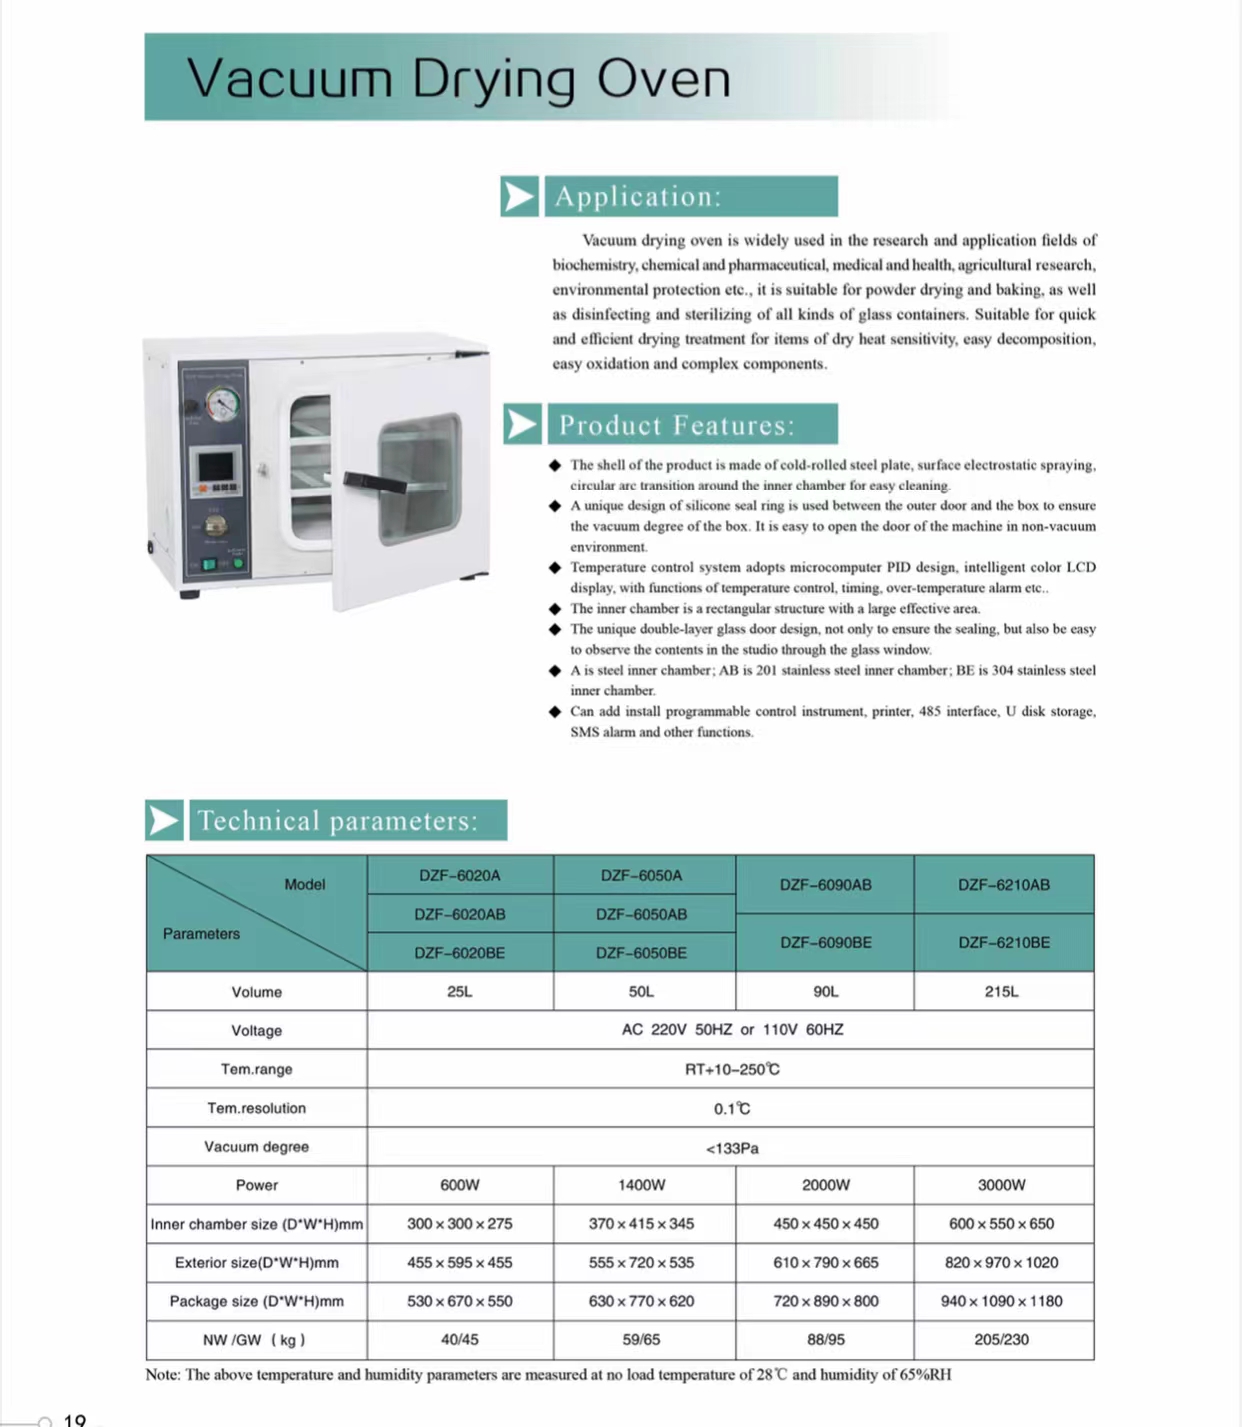 Vacuum Drying Oven
Application:
Vacuum drying oven is widely used in the research and application fields of
biochemistry, chemical and pharmaceutical, medical and health, agricultural research,
environmental protection etc., it is suitable for powder drying and baking, as well
as disinfecting and sterilizing of all kinds of glass containers. Suitable for quick
and efficient drying treatment for items of dry heat sensitivity, easy decomposition,
easy oxidation and complex components.
Product Features:
◆ The shell of the product is made of cold-rolled steel plate, surface electrostatic spraying,
circular arc transition around the inner chamber for easy cleaning.
◆ A unique design of silicone seal ring is used between the outer door and the box to ensure
the vacuum degree of the box. It is easy to open the door of the machine in non-vacuum
environment.
◆ Temperature control system adopts microcomputer PID design, intelligent color LCD
display, with functions of temperature control, timing, over-temperature alarm etc..
◆ The inner chamber is a rectangular structure with a large effective area.
◆ The unique double-layer glass door design, not only to ensure the sealing, but also be easy
to observe the contents in the studio through the glass window.
◆ A is steel inner chamber; AB is 201 stainless steel inner chamber; BE is 304 stainless steel
inner chamber.
◆ Can add install programmable control instrument, printer, 485 interface, U disk storage,
SMS alarm and other functions.
Technical parameters:
Model
Parameters
DZF-6020A DZF-6050A
DZF-6090AB DZF-6210AB
DZF-6020AB DZF-6050AB
DZF-6090BE DZF-6210BE
DZF-6020BE DZF-6050BE
Volume 25L 50L 90L 215L
Voltage AC 220V 50HZ or 110V 60HZ
Tem.range RT+10-250℃
Tem.resolution 0.1℃
Vacuum degree <133Pa
Power 600W 1400W 2000W 3000W
Inner chamber size (D*W*H)mm 300×300×275 370×415×345 450×450×450 600×550×650
Exterior size(D*W*H)mm 455×595×455 555×720×535 610×790×665 820×970×1020
Package size (D*W*H)mm 530×670×550 630×770×620 720×890×800 940×1090×1180
NW /GW ( kg ) 40/45 59/65 88/95 205/230
Note: The above temperature and humidity parameters are measured at no load temperature of 28℃ and humidity of 65%RH
19